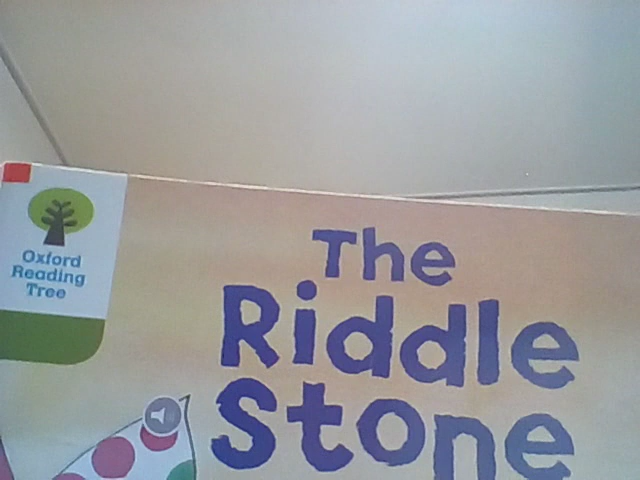 Oxford
Reading
Tree
The
Riddle
Stone